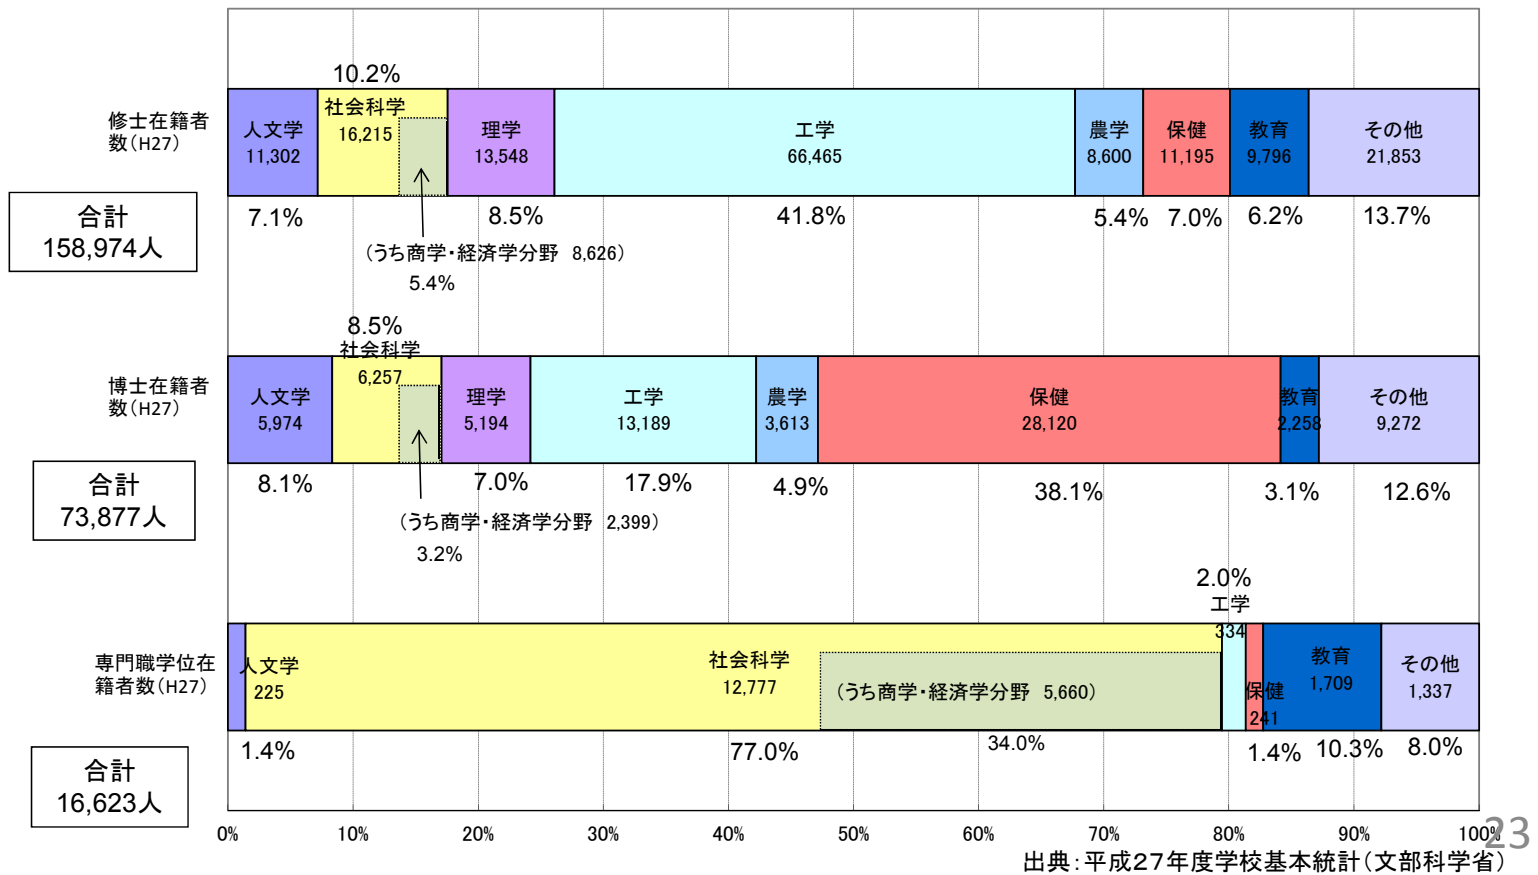 10.2%
修士在籍者
数(H27)
人文学
11,302
社会科学
16,215
理学
13,548
工学
66,465
農学
8,600
保健
11,195
教育
9,796
その他
21,853
合計
158,974人
7.1%
8.5%
41.8%
5.4%
7.0%
6.2%
13.7%
(うち商学・経済学分野 8,626)
5.4%
8.5%
博士在籍者
数(H27)
人文学
5,974
社会科学
6,257
理学
5,194
工学
13,189
農学
3,613
保健
28,120
教育
2,258
その他
9,272
合計
73,877人
8.1%
7.0%
17.9%
4.9%
38.1%
3.1%
12.6%
(うち商学・経済学分野 2,399)
3.2%
2.0%
専門職学位在
籍者数(H27)
人文学
225
社会科学
12,777
(うち商学・経済学分野 5,660)
工学
334
保健
241
教育
1,709
その他
1,337
合計
16,623人
1.4%
77.0%
34.0%
1.4%
10.3%
8.0%
0% 10% 20% 30% 40% 50% 60% 70% 80% 90% 100%
23
出典:平成27年度学校基本統計(文部科学省)